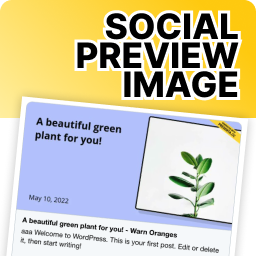 SOCIAL
PREVIEW
IMAGE
A beautiful green
plant for you!
May 10, 2022
A beautiful green plant for you! - Warn Oranges
aaa Welcome to WordPress. This is your first post. Edit or delete
it, then start writing!